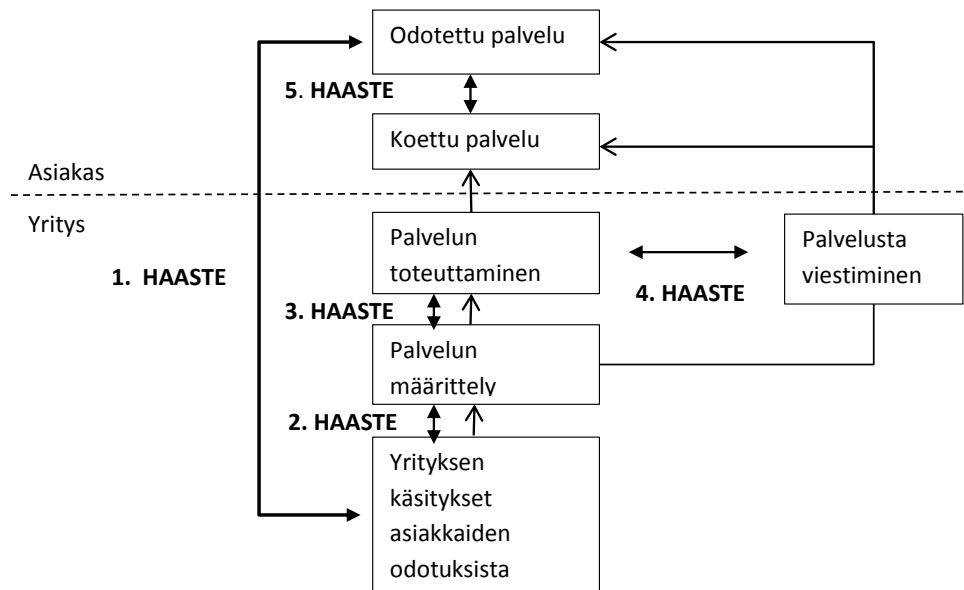 Odotettu palvelu
5. HAASTE
Koettu palvelu
Asiakas
Yritys
Palvelun
toteuttaminen
Palvelusta
viestiminen
1. HAASTE
4. HAASTE
3. HAASTE
Palvelun
määrittely
2. HAASTE
Yrityksen
käsitykset
asiakkaiden
odotuksista